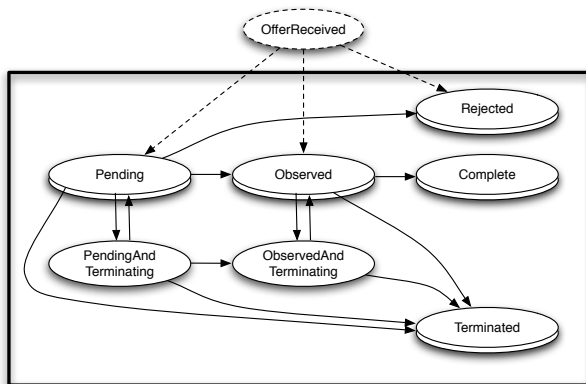 OfferReceived
Rejected
Pending
Observed
Complete
PendingAnd
Terminating
ObservedAnd
Terminating
Terminated